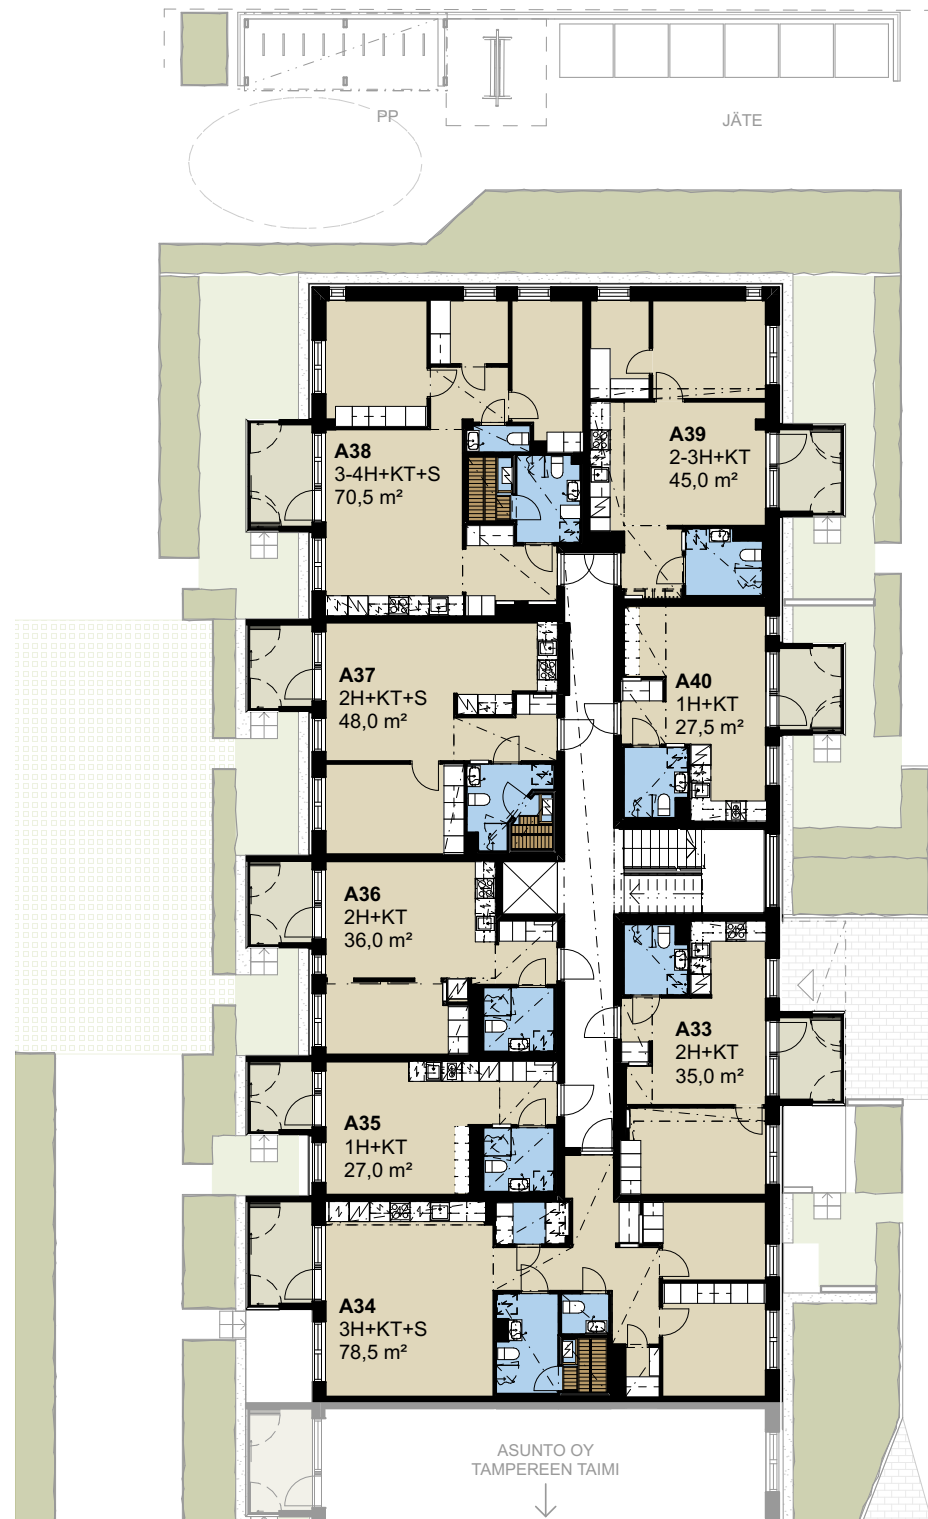 PP
JÄTE
A38
3-4H+KT+S
70,5 m²
A39
2-3H+KT
45,0 m²
A37
2H+KT+S
48,0 m²
A40
1H+KT
27,5 m²
A36
2H+KT
36,0 m²
A33
2H+KT
35,0 m²
A35
1H+KT
27,0 m²
A34
3H+KT+S
78,5 m²
ASUNTO OY
TAMPEREEN TAIMI